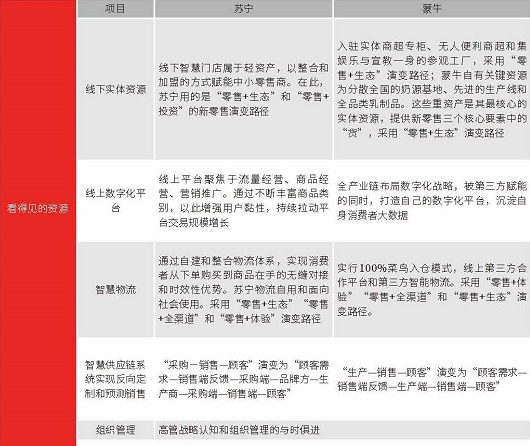 项目
苏宁
蒙牛
看得见的资源
线下实体资源
线下智慧门店属于轻资产，以整合和
加盟的方式赋能中小零售商。在此，
苏宁用的是“零售+生态”和“零售+
投资”的新零售演变路径
入驻实体商超专柜、无人便利商超和集
娱乐与宣教一身的参观工厂，采用“零
售+生态”演变路径；蒙牛自有关键资源
为分散全国的奶源基地、先进的生产线和
全品类乳制品。这些重资产是其最核心的
实体资源，提供新零售三个核心要素中的
“货”，采用“零售+生态”演变路径
线上数字化平
台
线上平台聚焦于流量经营、商品经
营、营销推广。通过不断丰富商品类
别，以此增强用户黏性，持续拉动平
台交易规模增长
全产业链布局数字化战略，被第三方赋能
的同时，打造自己的数字化平台，沉淀自
身消费者大数据
智慧物流
通过自建和整合物流体系，实现消费
者从下单购买到商品在手的无缝对接
和时效性优势。苏宁物流自用和面向
社会使用。采用“零售+生态”“零售
+全渠道”和“零售+体验”演变路径
实行100%菜鸟入仓模式，线上第三方合
作平台和第三方智能物流。采用“零售+体
验”“零售+全渠道”和“零售+生态”演
变路径。
智慧供应链系
统实现反向定
制和预测销售
“采购—销售—顾客”演变为“顾客需
求—销售端反馈—采购端—品牌方—生
产商—采购端—销售端—顾客”
“生产—销售—顾客”演变为“顾客需求—
销售端反馈—生产端—销售端—顾客”
组织管理
高管战略认知和组织管理的与时俱进